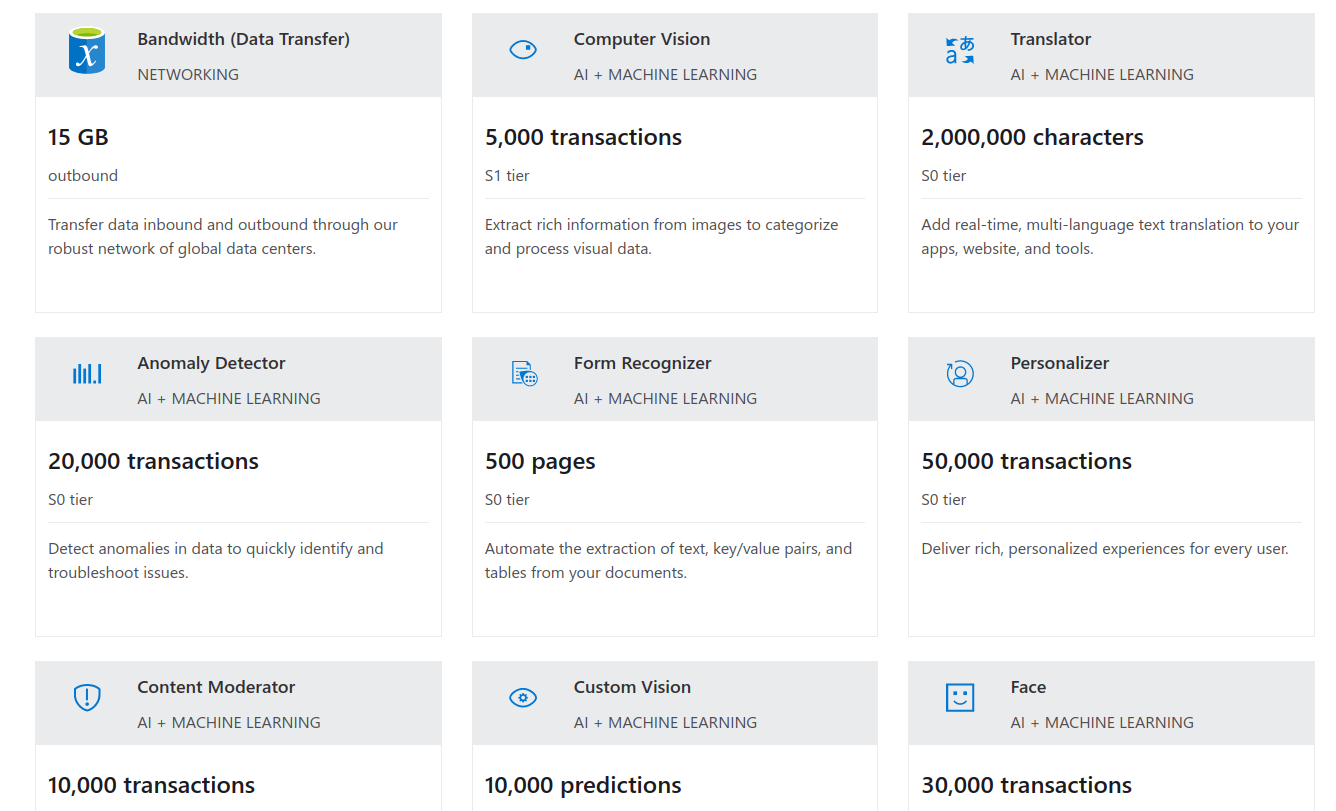 Bandwidth (Data Transfer)
NETWORKING
15 GB
outbound
Transfer data inbound and outbound through our
robust network of global data centers.
Computer Vision
AI + MACHINE LEARNING
5,000 transactions
S1 tier
Extract rich information from images to categorize
and process visual data.
Translator
AI + MACHINE LEARNING
2,000,000 characters
S0 tier
Add real-time, multi-language text translation to your
apps, website, and tools.
Anomaly Detector
AI + MACHINE LEARNING
20,000 transactions
S0 tier
Detect anomalies in data to quickly identify and
troubleshoot issues.
Form Recognizer
AI + MACHINE LEARNING
500 pages
S0 tier
Automate the extraction of text, key/value pairs, and
tables from your documents.
Personalizer
AI + MACHINE LEARNING
50,000 transactions
S0 tier
Deliver rich, personalized experiences for every user.
Content Moderator
AI + MACHINE LEARNING
10,000 transactions
Custom Vision
AI + MACHINE LEARNING
10,000 predictions
Face
AI + MACHINE LEARNING
30,000 transactions